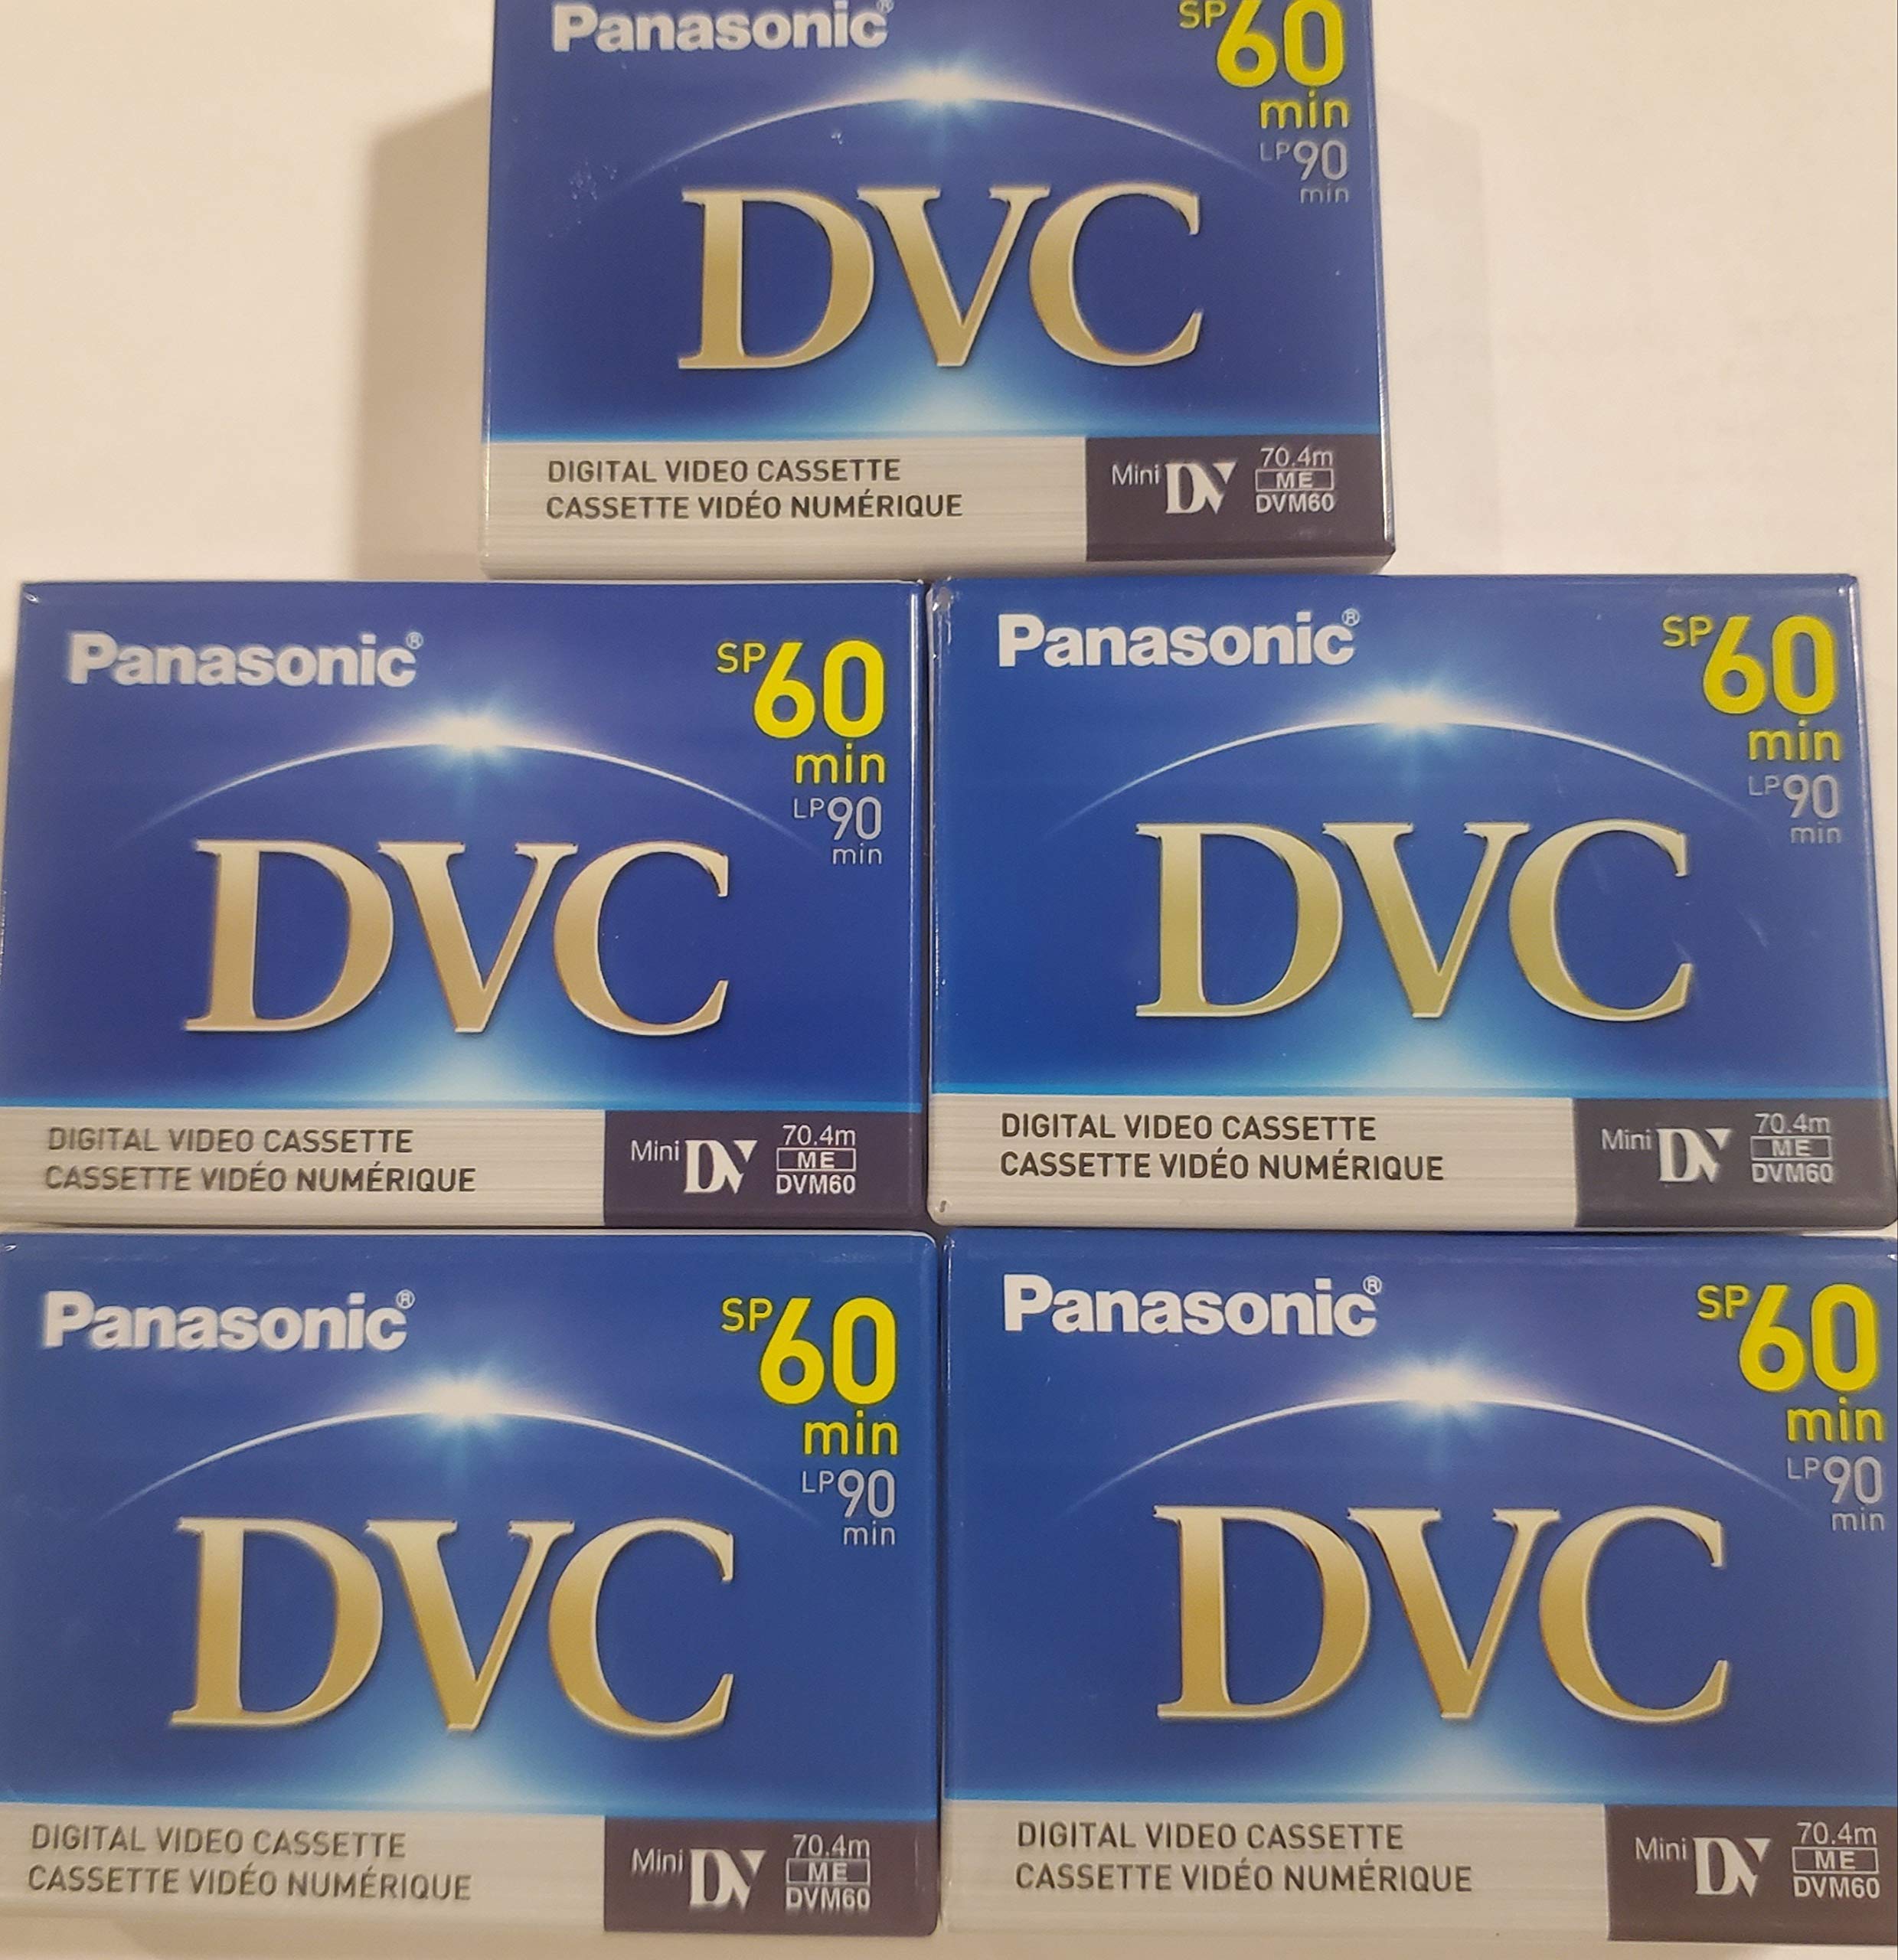 Panasonic®
SP60
min
LP90
min
DVC
DIGITAL VIDEO CASSETTE
CASSETTE VIDÉO NUMÉRIQUE
Mini DV
70.4m
ME
DVM60
Panasonic®
SP60
min
LP90
min
DVC
DIGITAL VIDEO CASSETTE
CASSETTE VIDÉO NUMÉRIQUE
Mini DV
70.4m
ME
DVM60
Panasonic®
SP60
min
LP90
min
DVC
DIGITAL VIDEO CASSETTE
CASSETTE VIDÉO NUMÉRIQUE
Mini DV
70.4m
ME
DVM60
Panasonic®
SP60
min
LP90
min
DVC
DIGITAL VIDEO CASSETTE
CASSETTE VIDÉO NUMÉRIQUE
Mini DV
70.4m
ME
DVM60
Panasonic®
SP60
min
LP90
min
DVC
DIGITAL VIDEO CASSETTE
CASSETTE VIDÉO NUMÉRIQUE
Mini DV
70.4m
ME
DVM60